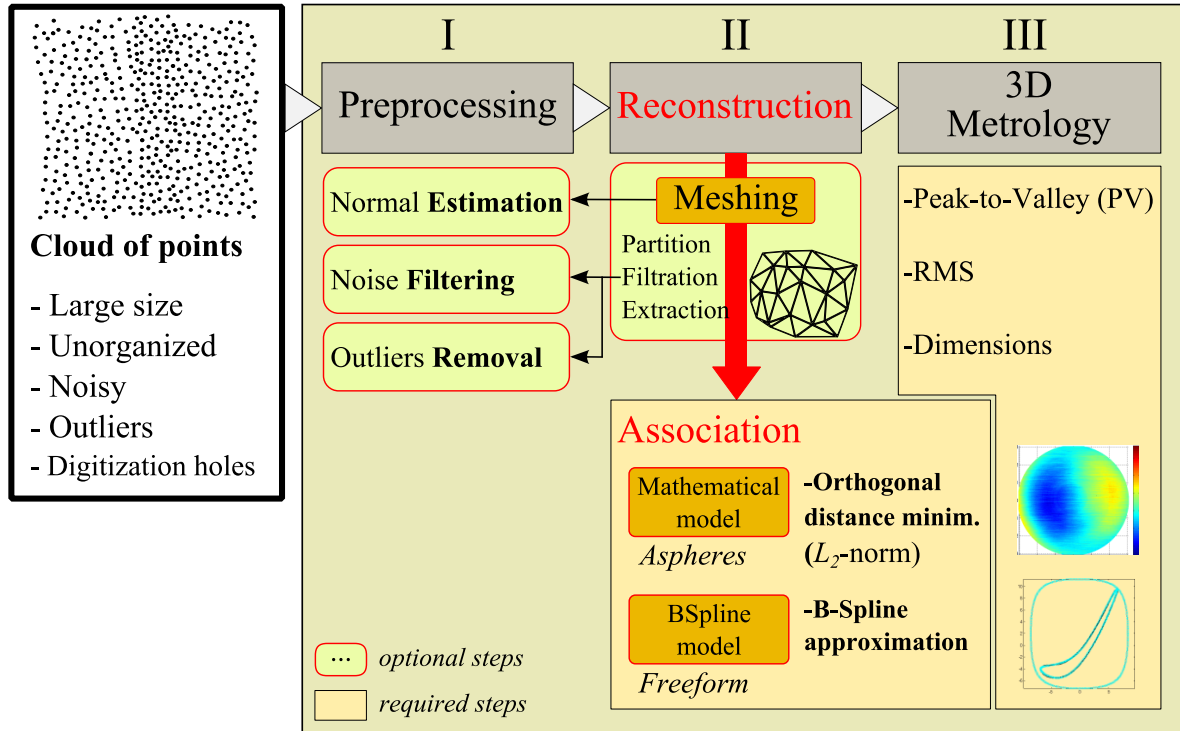 Cloud of points
- Large size
- Unorganized
- Noisy
- Outliers
- Digitization holes
I
II
III
Preprocessing
Reconstruction
3D
Metrology
Normal Estimation
Noise Filtering
Outliers Removal
Meshing
Partition
Filtration
Extraction
Association
Mathematical
model
Aspheres
-Orthogonal
distance minim.
(L2-norm)
BSpline
model
Freeform
-B-Spline
approximation
-Peak-to-Valley (PV)
-RMS
-Dimensions
... optional steps
required steps